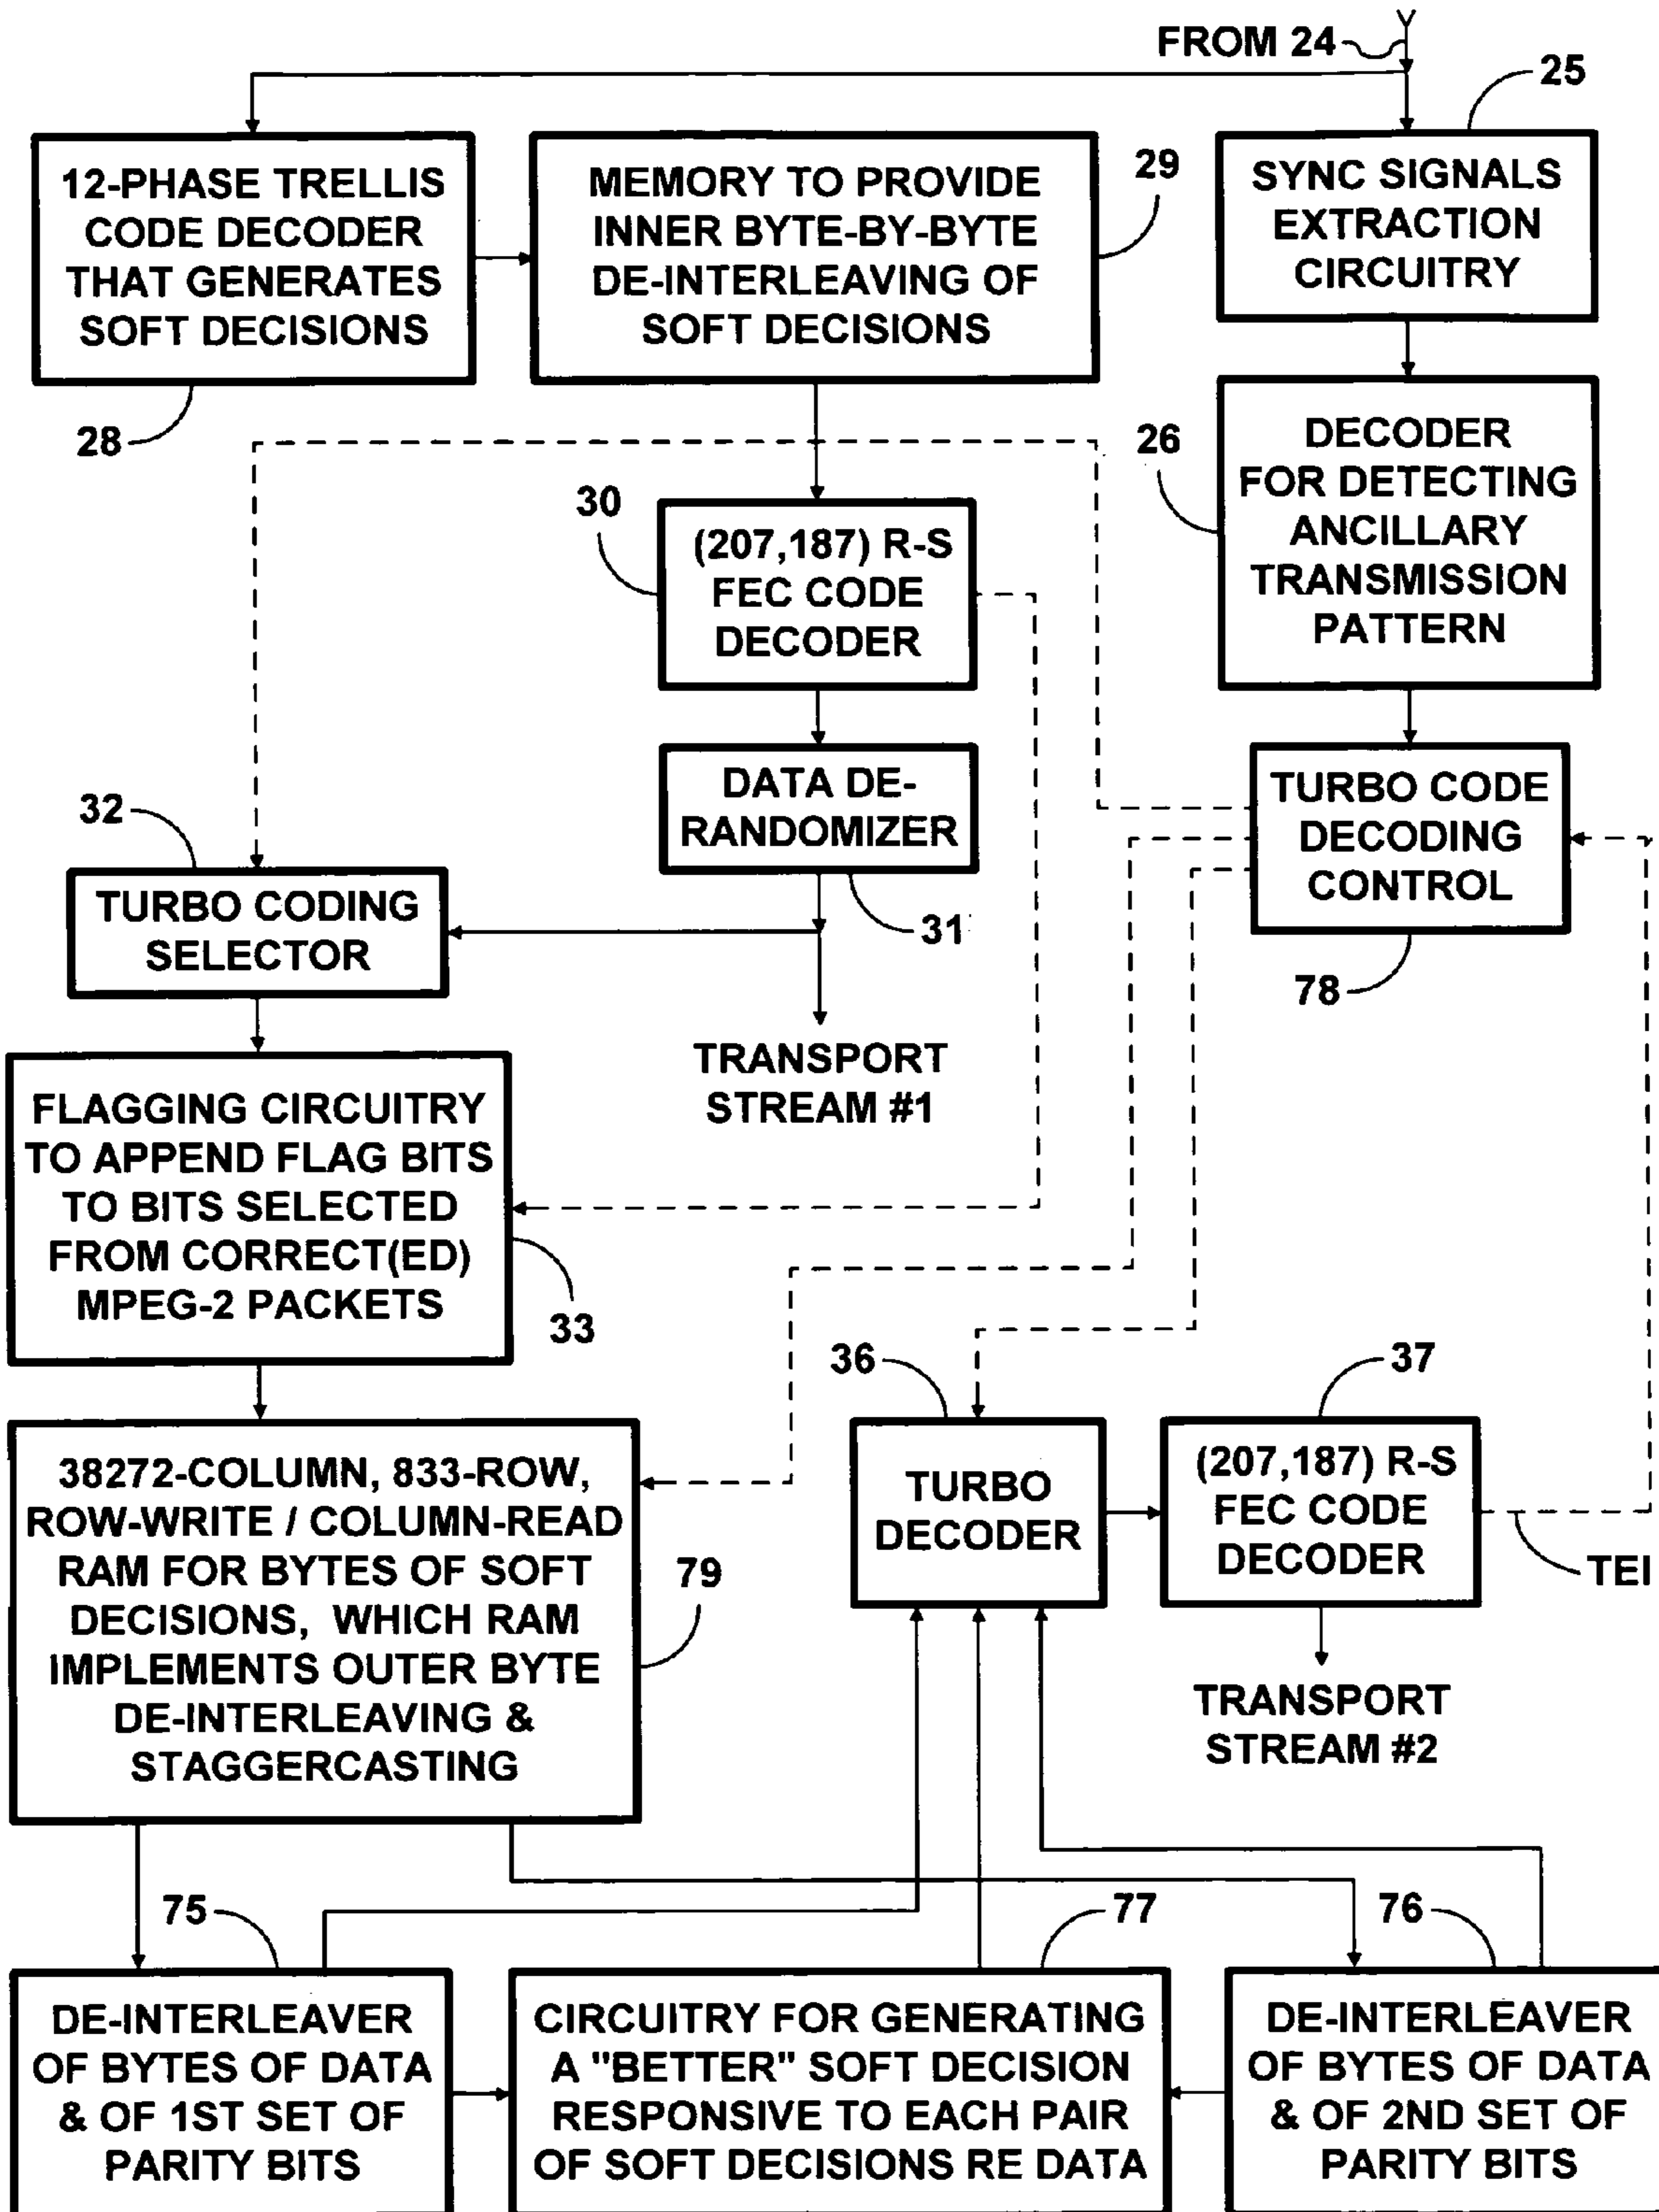 FROM 24
25
12-PHASE TRELLIS
CODE DECODER
THAT GENERATES
SOFT DECISIONS
28
MEMORY TO PROVIDE
INNER BYTE-BY-BYTE
DE-INTERLEAVING OF
SOFT DECISIONS
29
SYNC SIGNALS
EXTRACTION
CIRCUITRY
26
DECODER
FOR DETECTING
ANCILLARY
TRANSMISSION
PATTERN
30
(207,187) R-S
FEC CODE
DECODER
DATA DE-
RANDOMIZER
31
TURBO CODE
DECODING
CONTROL
78
32
TURBO CODING
SELECTOR
TRANSPORT
STREAM #1
FLAGGING CIRCUITRY
TO APPEND FLAG BITS
TO BITS SELECTED
FROM CORRECT(ED)
MPEG-2 PACKETS
33
36
37
38272-COLUMN, 833-ROW,
ROW-WRITE / COLUMN-READ
RAM FOR BYTES OF SOFT
DECISIONS, WHICH RAM
IMPLEMENTS OUTER BYTE
DE-INTERLEAVING &
STAGGERCASTING
79
TURBO
DECODER
(207,187) R-S
FEC CODE
DECODER
TEI
TRANSPORT
STREAM #2
75
77
76
DE-INTERLEAVER
OF BYTES OF DATA
& OF 1ST SET OF
PARITY BITS
CIRCUITRY FOR GENERATING
A "BETTER" SOFT DECISION
RESPONSIVE TO EACH PAIR
OF SOFT DECISIONS RE DATA
DE-INTERLEAVER
OF BYTES OF DATA
& OF 2ND SET OF
PARITY BITS